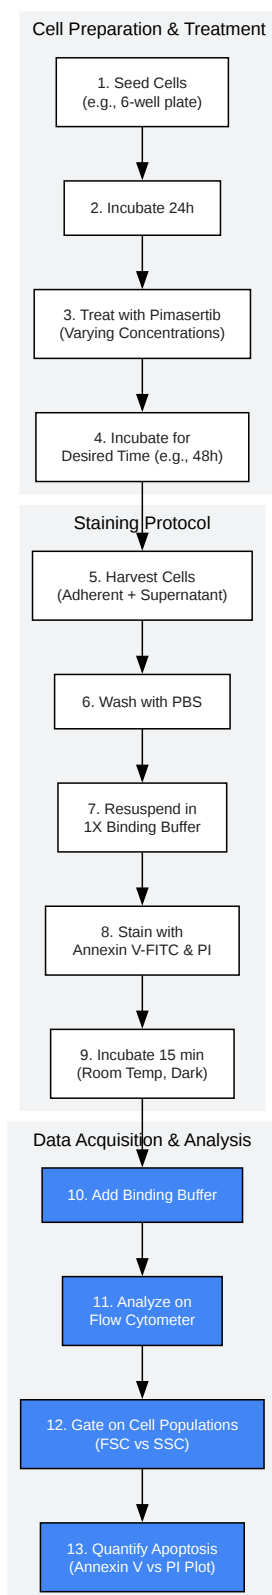 Cell Preparation & Treatment
1. Seed Cells
(e.g., 6-well plate)
2. Incubate 24h
3. Treat with Pimasertib
(Varying Concentrations)
4. Incubate for
Desired Time (e.g., 48h)
Staining Protocol
5. Harvest Cells
(Adherent + Supernatant)
6. Wash with PBS
7. Resuspend in
1X Binding Buffer
8. Stain with
Annexin V-FITC & PI
9. Incubate 15 min
(Room Temp, Dark)
Data Acquisition & Analysis
10. Add Binding Buffer
11. Analyze on
Flow Cytometer
12. Gate on Cell Populations
(FSC vs SSC)
13. Quantify Apoptosis
(Annexin V vs PI Plot)